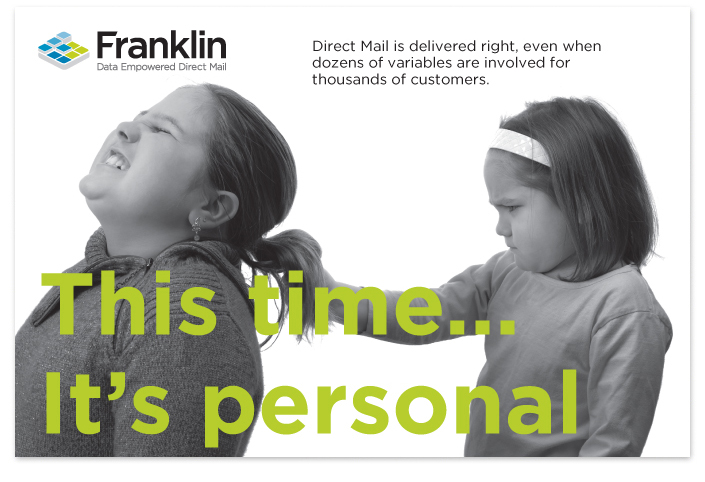 Franklin
Data Empowered Direct Mail
Direct Mail is delivered right, even when
dozens of variables are involved for
thousands of customers.
This time...
It's personal